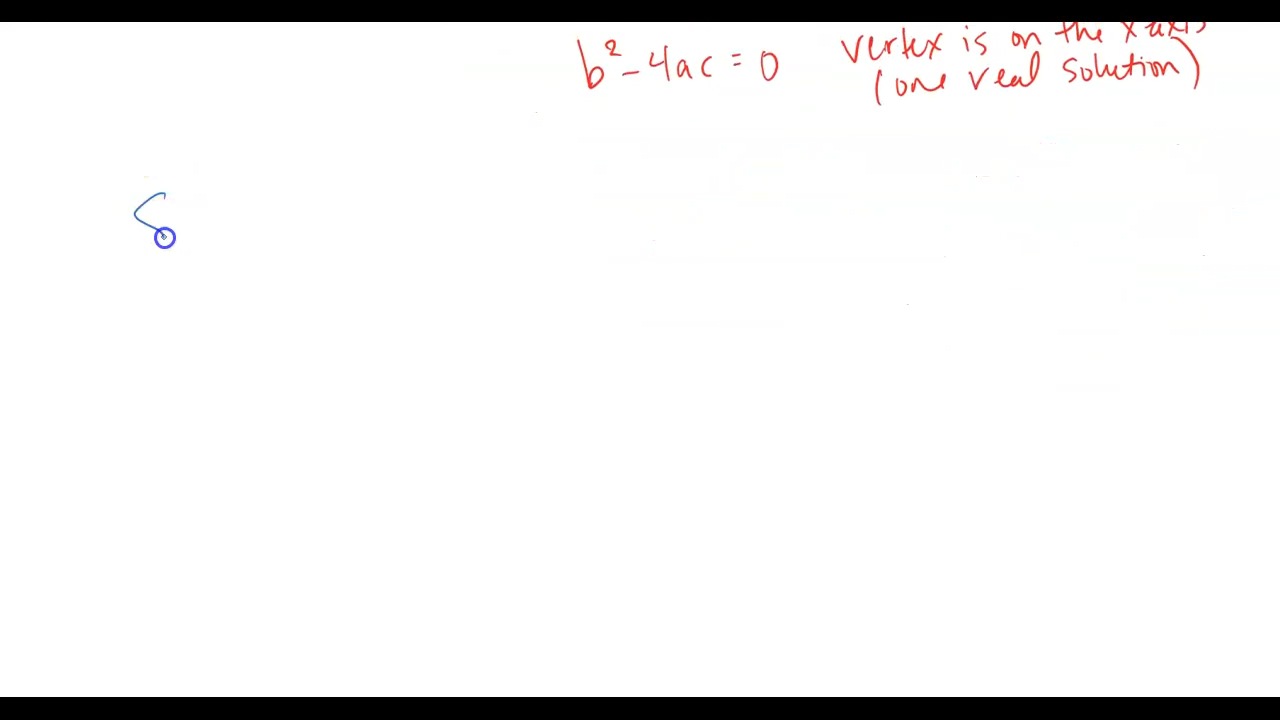 vertex is on the x axis
b² - 4ac = 0
(one real solution)